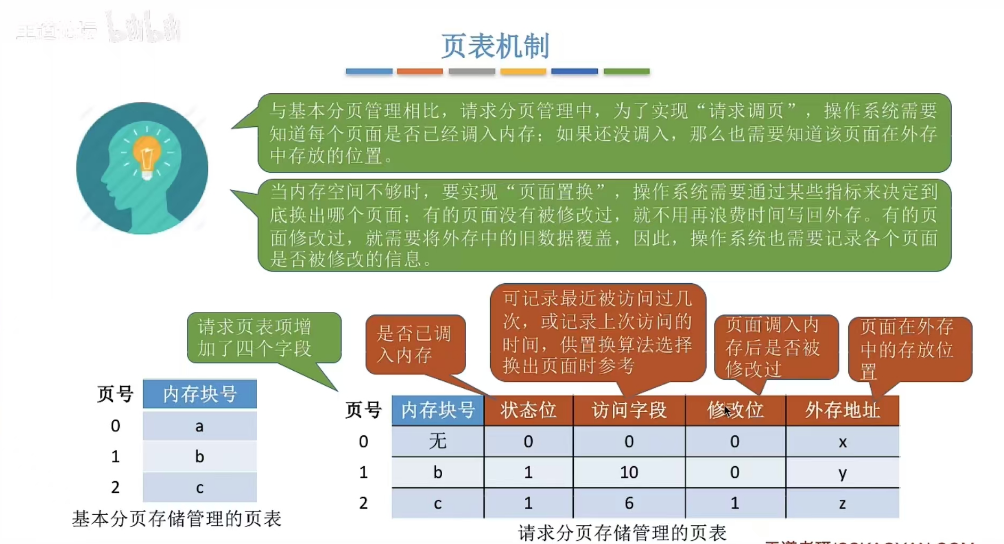 页表机制
与基本分页管理相比，请求分页管理中，为了实现“请求调页”，操作系统需要
知道每个页面是否已经调入内存；如果还没调入，那么也需要知道该页面在外存
中存放的位置。
当内存空间不够时，要实现“页面置换”，操作系统需要通过某些指标来决定到
底换出哪个页面；有的页面没有被修改过，就不用再浪费时间写回外存。有的页
面修改过，就需要将外存中的旧数据覆盖，因此，操作系统也需要记录各个页面
是否被修改的信息。
请求页表项增
加了四个字段
是否已调
入内存
可记录最近被访问过几
次，或记录上次访问的
时间，供置换算法选择
换出页面时参考
页面调入内
存后是否被
修改过
页面在外存
中的存放位
置
页号 内存块号
0 a
1 b
2 c
基本分页存储管理的页表
页号 内存块号 状态位 访问字段 修改位 外存地址
0 无 0 0 0 x
1 b 1 10 0 y
2 c 1 6 1 z
请求分页存储管理的页表